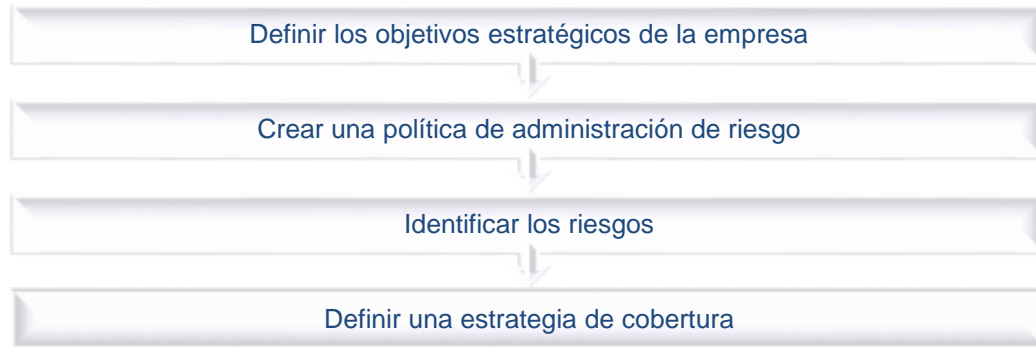 Definir los objetivos estratégicos de la empresa
Crear una política de administración de riesgo
Identificar los riesgos
Definir una estrategia de cobertura